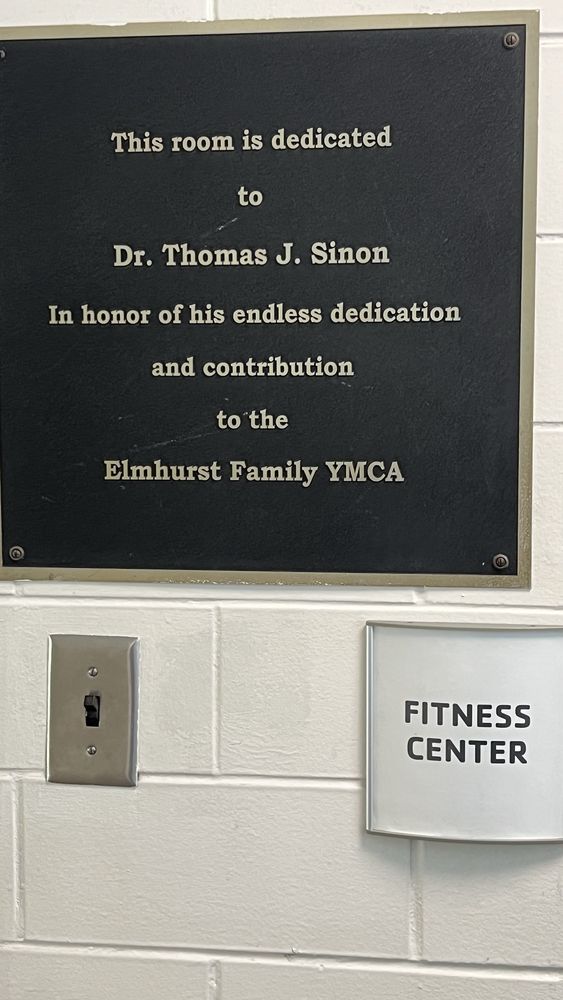 This room is dedicated
to
Dr. Thomas J. Sinon
In honor of his endless dedication
and contribution
to the
Elmhurst Family YMCA
FITNESS
CENTER